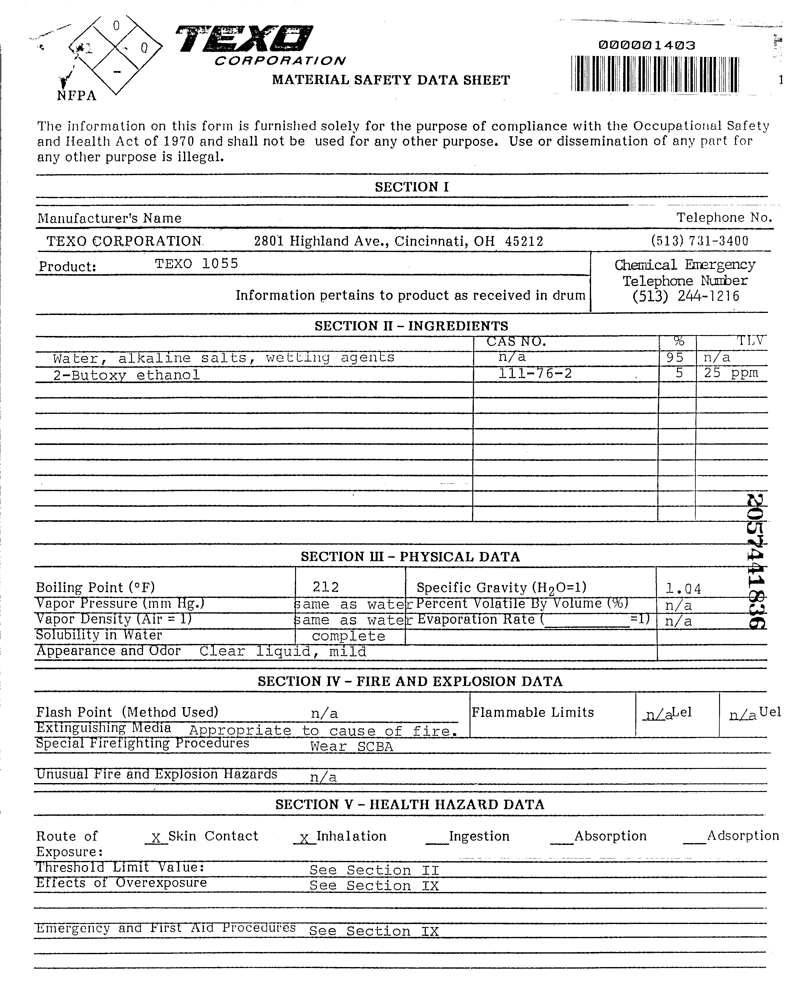 0
1 0
-
NFPA
TEXO
CORPORATION
MATERIAL SAFETY DATA SHEET
000001403
1
The information on this form is furnished solely for the purpose of compliance with the Occupational Safety
and Health Act of 1970 and shall not be used for any other purpose. Use or dissemination of any part for
any other purpose is illegal.
SECTION I
Manufacturer's Name Telephone No.
TEXO CORPORATION 2801 Highland Ave., Cincinnati, OH 45212 (513) 731-3400
Product: TEXO 1055 Chemical Emergency
Telephone Number
Information pertains to product as received in drum (513) 244-1216
SECTION II – INGREDIENTS
CAS NO. % TLV
Water, alkaline salts, wetting agents n/a 95 n/a
2-Butoxy ethanol 111-76-2 5 25 ppm
2057441836
SECTION III – PHYSICAL DATA
Boiling Point (°F) 212 Specific Gravity (H2O=1) 1.04
Vapor Pressure (mm Hg.) same as water Percent Volatile By Volume (%) n/a
Vapor Density (Air = 1) same as water Evaporation Rate (________=1) n/a
Solubility in Water complete
Appearance and Odor Clear liquid, mild
SECTION IV – FIRE AND EXPLOSION DATA
Flash Point (Method Used) n/a Flammable Limits n/a Lel n/a Uel
Extinguishing Media Appropriate to cause of fire.
Special Firefighting Procedures Wear SCBA
Unusual Fire and Explosion Hazards n/a
SECTION V – HEALTH HAZARD DATA
Route of X Skin Contact X Inhalation ___Ingestion ___Absorption ___Adsorption
Exposure:
Threshold Limit Value: See Section II
Effects of Overexposure See Section IX
Emergency and First Aid Procedures See Section IX